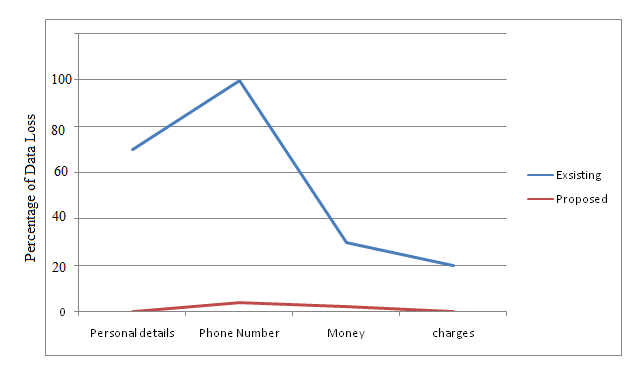 Percentage of Data Loss
100
80
60
40
20
0
Personal details Phone Number Money charges
Exsisting
Proposed